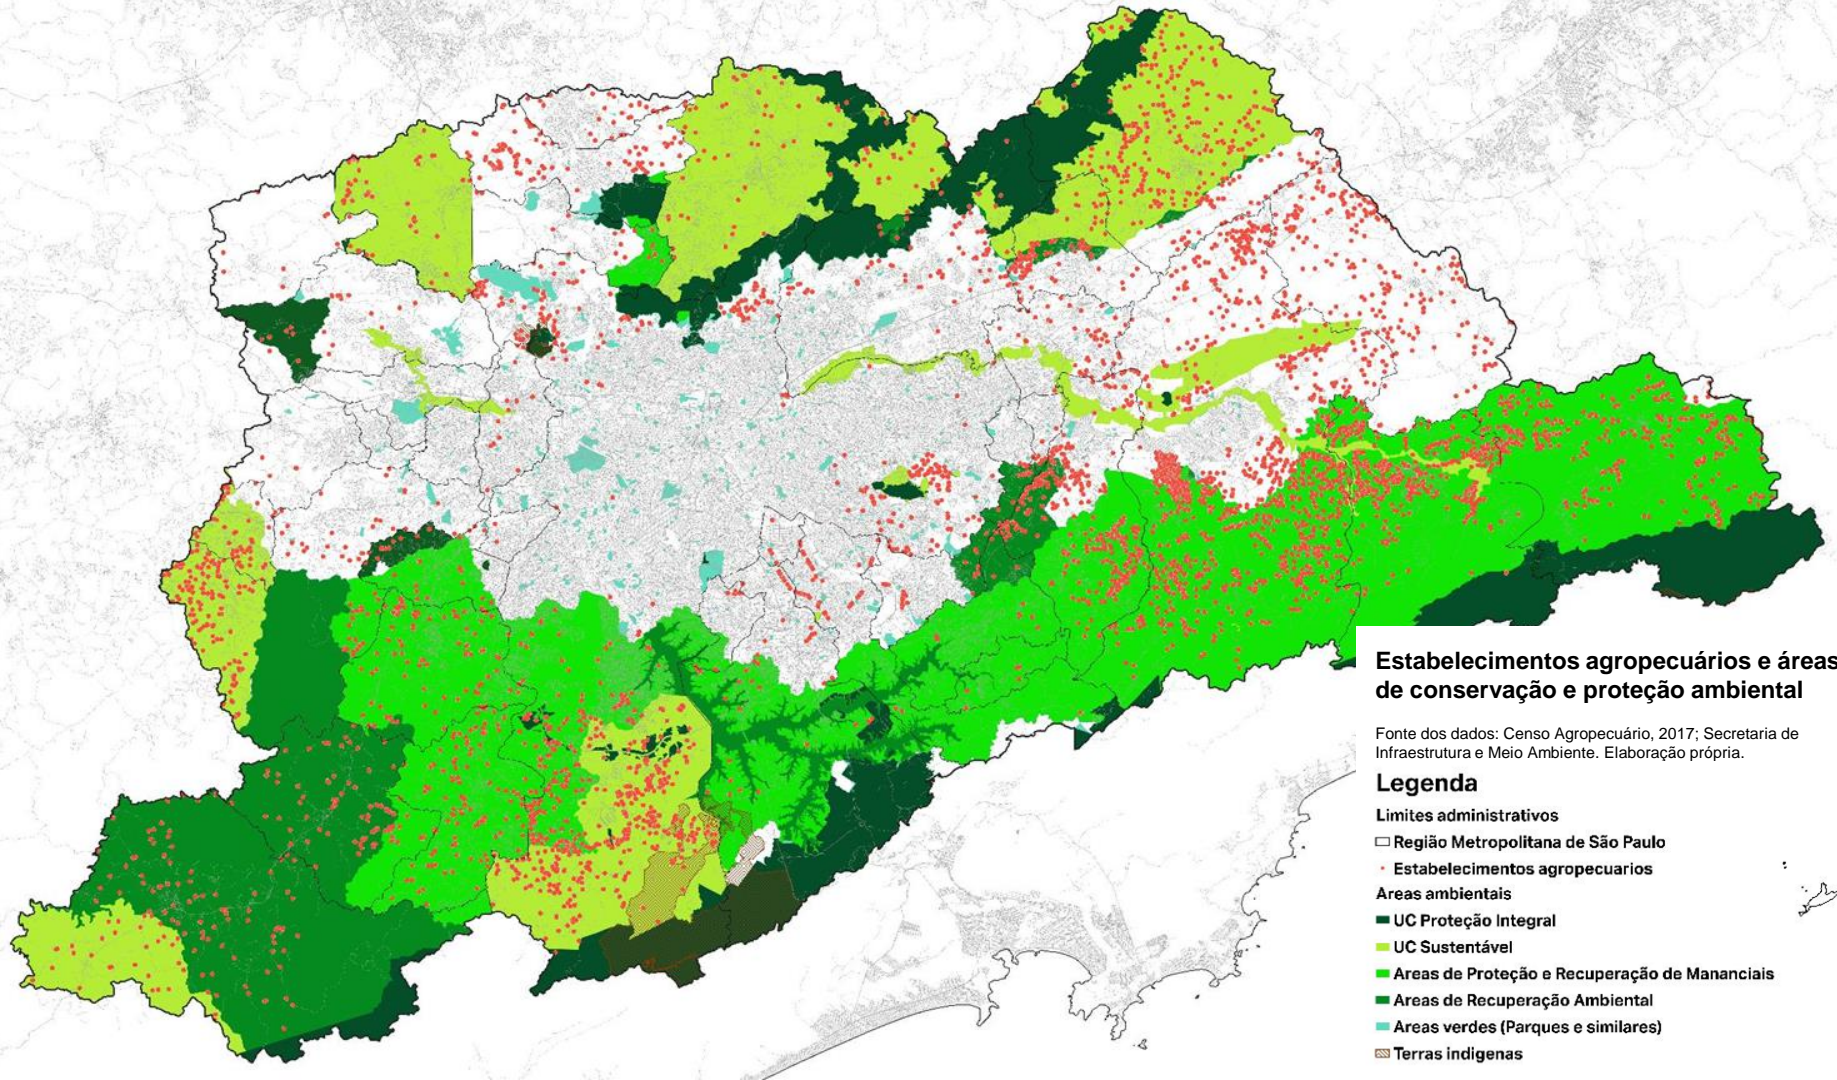 Estabelecimentos agropecuários e áreas
de conservação e proteção ambiental
Fonte dos dados: Censo Agropecuário, 2017; Secretaria de
Infraestrutura e Meio Ambiente. Elaboração própria.
Legenda
Limites administrativos
Região Metropolitana de São Paulo
Estabelecimentos agropecuarios
Areas ambientais
UC Proteção Integral
UC Sustentável
Areas de Proteção e Recuperação de Mananciais
Areas de Recuperação Ambiental
Areas verdes (Parques e similares)
Terras indigenas